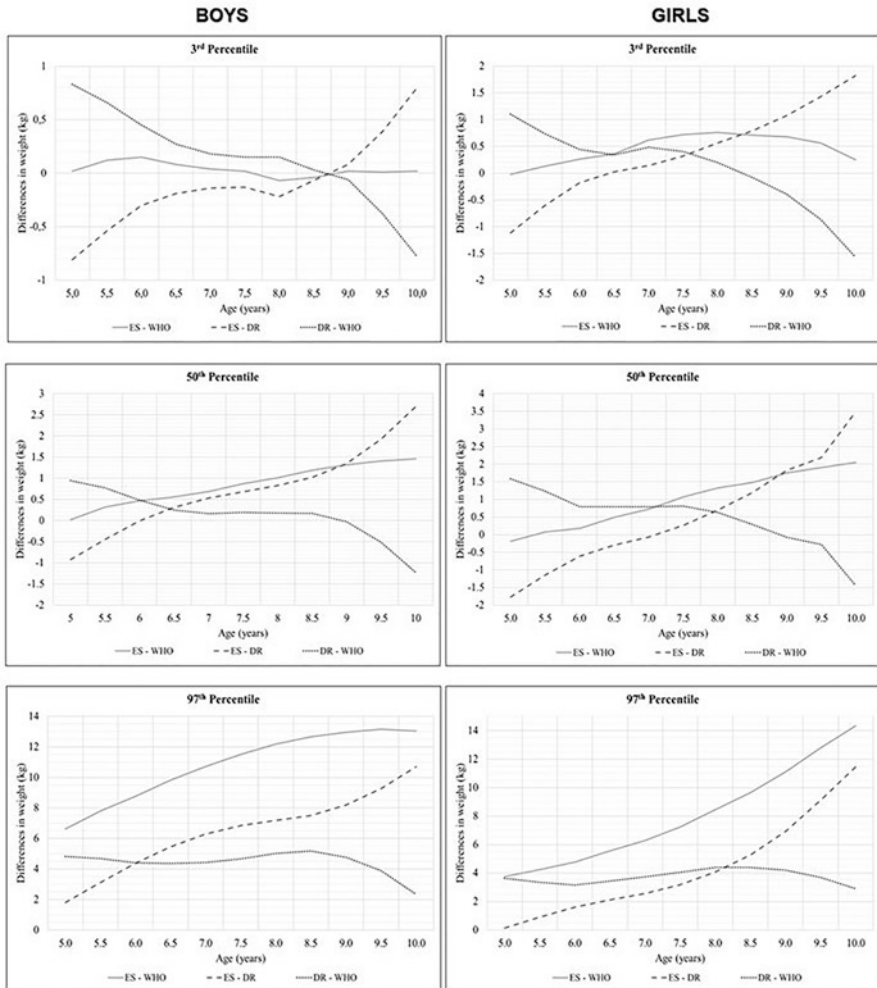 BOYS
GIRLS
3rd Percentile
Differences in weight (kg)
1
0,5
0
-0,5
-1
5,0 5,5 6,0 6,5 7,0 7,5 8,0 8,5 9,0 9,5 10,0
Age (years)
ES - WHO ES - DR DR - WHO
3rd Percentile
Differences in weight (kg)
2
1.5
1
0.5
0
-0.5
-1
-1.5
-2
5.0 5.5 6.0 6.5 7.0 7.5 8.0 8.5 9.0 9.5 10.0
Age (years)
ES - WHO ES - DR DR - WHO
50th Percentile
Differences in weight (kg)
3
2.5
2
1.5
1
0.5
0
-0.5
-1
-1.5
-2
5 5.5 6 6.5 7 7.5 8 8.5 9 9.5 10
Age (years)
ES - WHO ES - DR DR - WHO
50th Percentile
Differences in weight (kg)
4
3.5
3
2.5
2
1.5
1
0.5
0
-0.5
-1
-1.5
-2
5.0 5.5 6.0 6.5 7.0 7.5 8.0 8.5 9.0 9.5 10.0
Age (years)
ES - WHO ES - DR DR - WHO
97th Percentile
Differences in weight (kg)
14
12
10
8
6
4
2
0
5.0 5.5 6.0 6.5 7.0 7.5 8.0 8.5 9.0 9.5 10.0
Age (years)
ES - WHO ES - DR DR - WHO
97th Percentile
Differences in weight (kg)
14
12
10
8
6
4
2
0
5.0 5.5 6.0 6.5 7.0 7.5 8.0 8.5 9.0 9.5 10.0
Age (years)
ES - WHO ES - DR DR - WHO